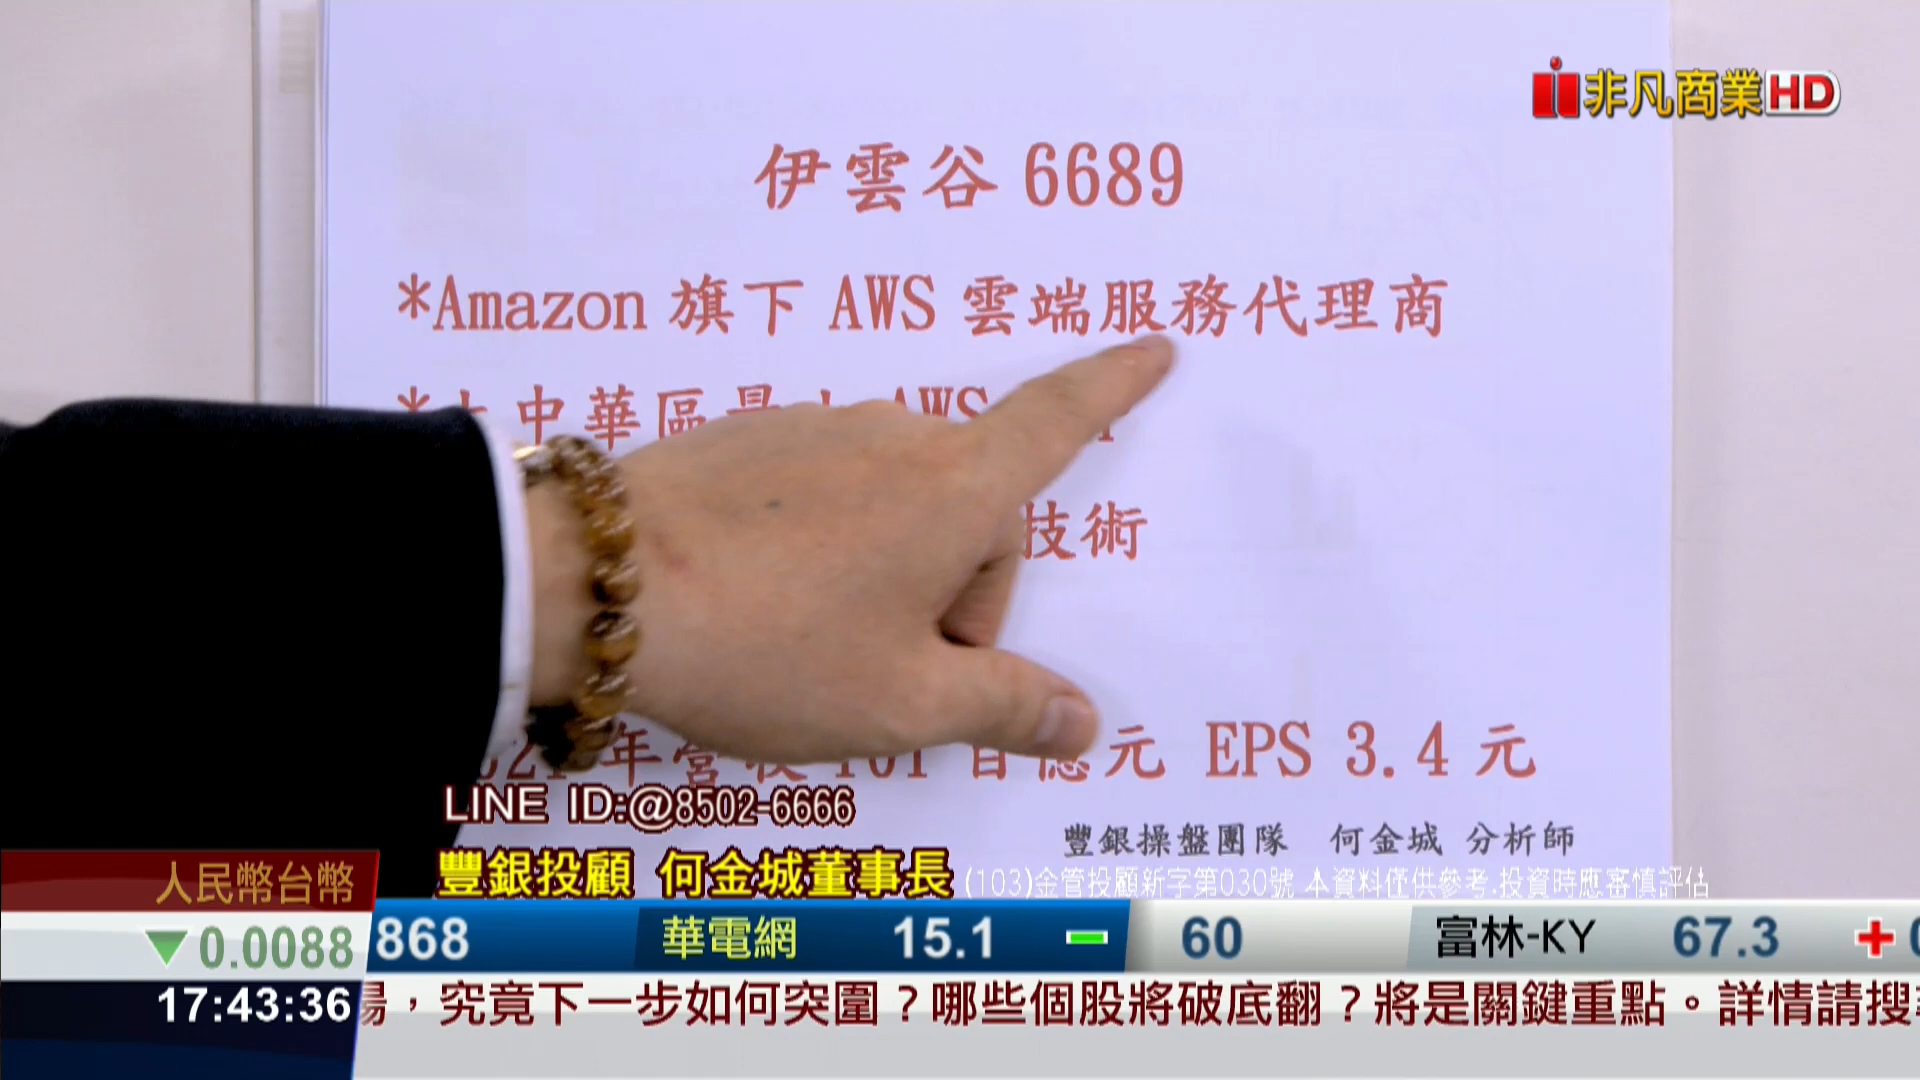 非凡商業HD
伊雲谷 6689
*Amazon 旗下 AWS 雲端服務代理商
中華區 AWS
技術
年營收 101 億元 EPS 3.4 元
LINE ID:@8502-6666
豐銀操盤團隊 何金城 分析師
豐銀投顧 何金城董事長 (103)金管投顧新字第030號 本資料僅供參考.投資時應審慎評估
人民幣台幣
▼0.0088 868 華電網 15.1 60 富林-KY 67.3
17:43:36 ，究竟下一步如何突圍？哪些個股將破底翻？將是關鍵重點。詳情請搜